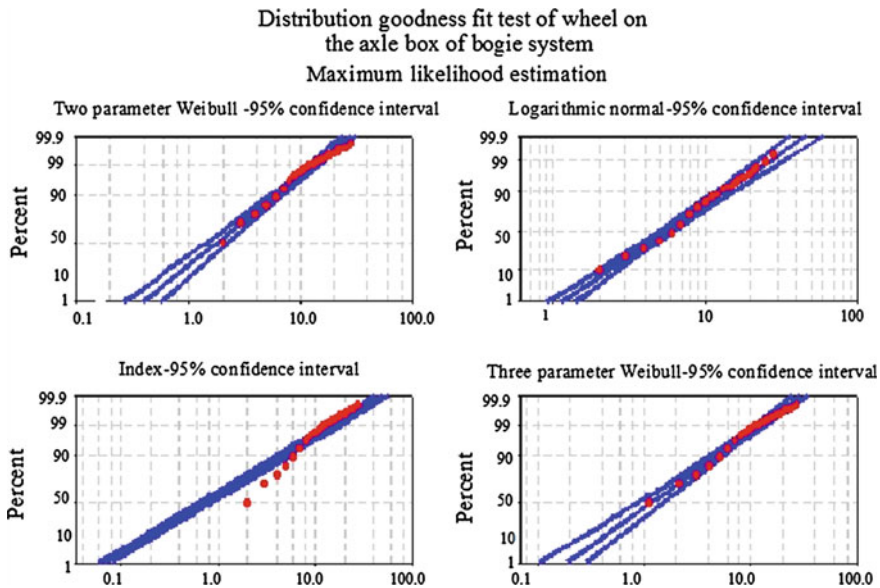 Distribution goodness fit test of wheel on
the axle box of bogie system
Maximum likelihood estimation
Two parameter Weibull -95% confidence interval
99.9
99
90
50
10
1
Percent
0.1 1.0 10.0 100.0
Logarithmic normal-95% confidence interval
99.9
99
90
50
10
1
Percent
1 10 100
Index-95% confidence interval
99.9
99
90
50
10
1
Percent
0.1 1.0 10.0 100.0
Three parameter Weibull-95% confidence interval
99.9
99
90
50
10
1
Percent
0.1 1.0 10.0 100.0